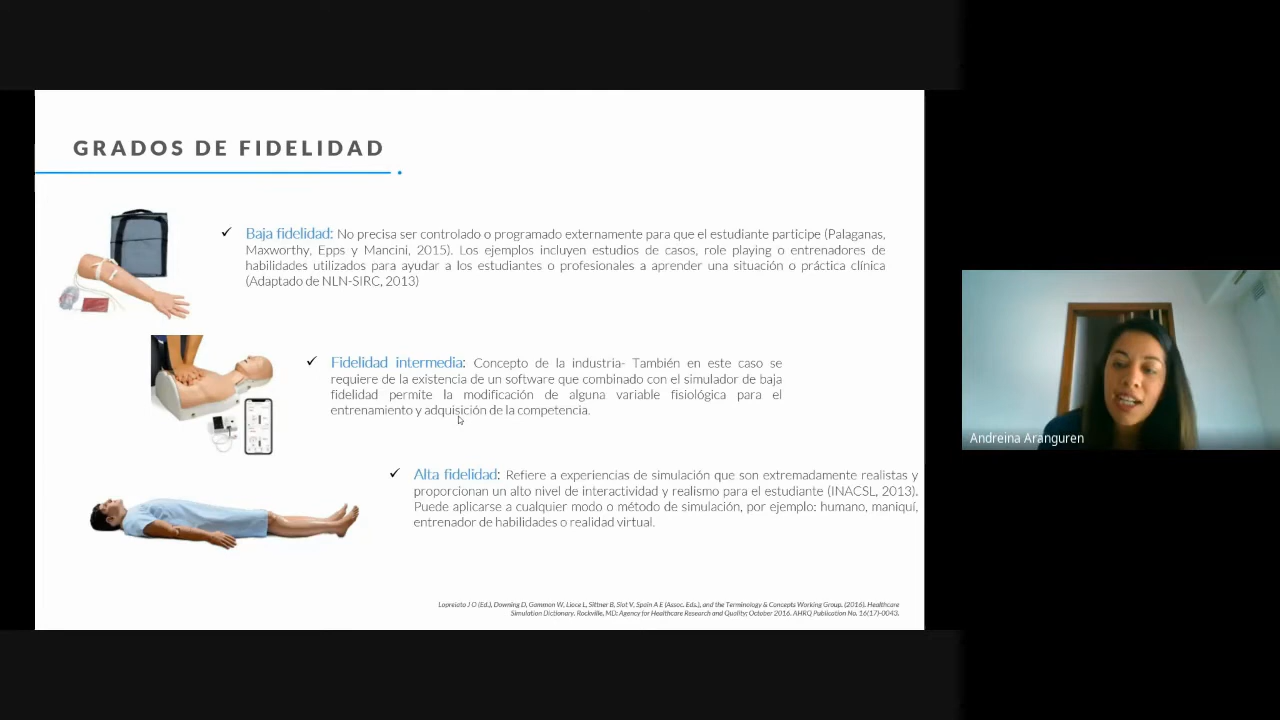 GRADOS DE FIDELIDAD
✓ Baja fidelidad: No precisa ser controlado o programado externamente para que el estudiante participe (Palaganas,
Maxworthy, Epps y Mancini, 2015). Los ejemplos incluyen estudios de casos, role playing o entrenadores de
habilidades utilizados para ayudar a los estudiantes o profesionales a aprender una situación o práctica clínica
(Adaptado de NLN-SIRC, 2013)
✓ Fidelidad intermedia: Concepto de la industria- También en este caso se
requiere de la existencia de un software que combinado con el simulador de baja
fidelidad permite la modificación de alguna variable fisiológica para el
entrenamiento y adquisición de la competencia.
✓ Alta fidelidad: Refiere a experiencias de simulación que son extremadamente realistas y
proporcionan un alto nivel de interactividad y realismo para el estudiante (INACSL, 2013).
Puede aplicarse a cualquier modo o método de simulación, por ejemplo: humano, maniquí,
entrenador de habilidades o realidad virtual.
Lopreiato J O (Ed.), Downing D, Gammon W, Lioce L, Sittner B, Slot V, Spain A E (Assoc. Eds.), and the Terminology & Concepts Working Group. (2016). Healthcare
Simulation Dictionary. Rockville, MD: Agency for Healthcare Research and Quality; October 2016. AHRQ Publication No. 16(17)-0043.
Andreina Aranguren